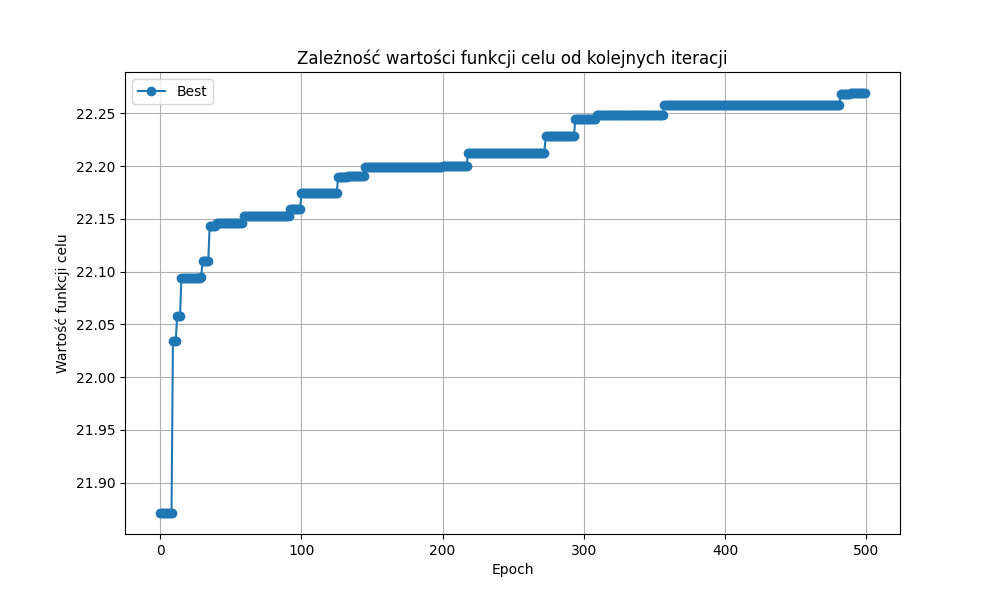 Zależność wartości funkcji celu od kolejnych iteracji
Best
Wartość funkcji celu
22.25
22.20
22.15
22.10
22.05
22.00
21.95
21.90
0 100 200 300 400 500
Epoch